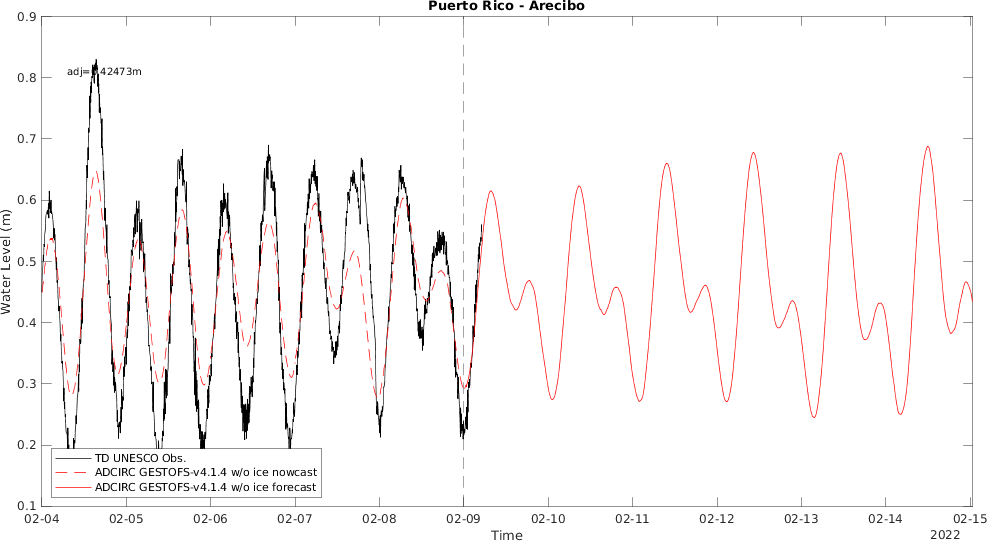 Puerto Rico - Arecibo
0.9
0.8
0.7
0.6
0.5
0.4
0.3
0.2
0.1
Water Level (m)
adj=0.42473m
TD UNESCO Obs.
ADCIRC GESTOFS-v4.1.4 w/o ice nowcast
ADCIRC GESTOFS-v4.1.4 w/o ice forecast
02-04 02-05 02-06 02-07 02-08 02-09 02-10 02-11 02-12 02-13 02-14 02-15
Time
2022